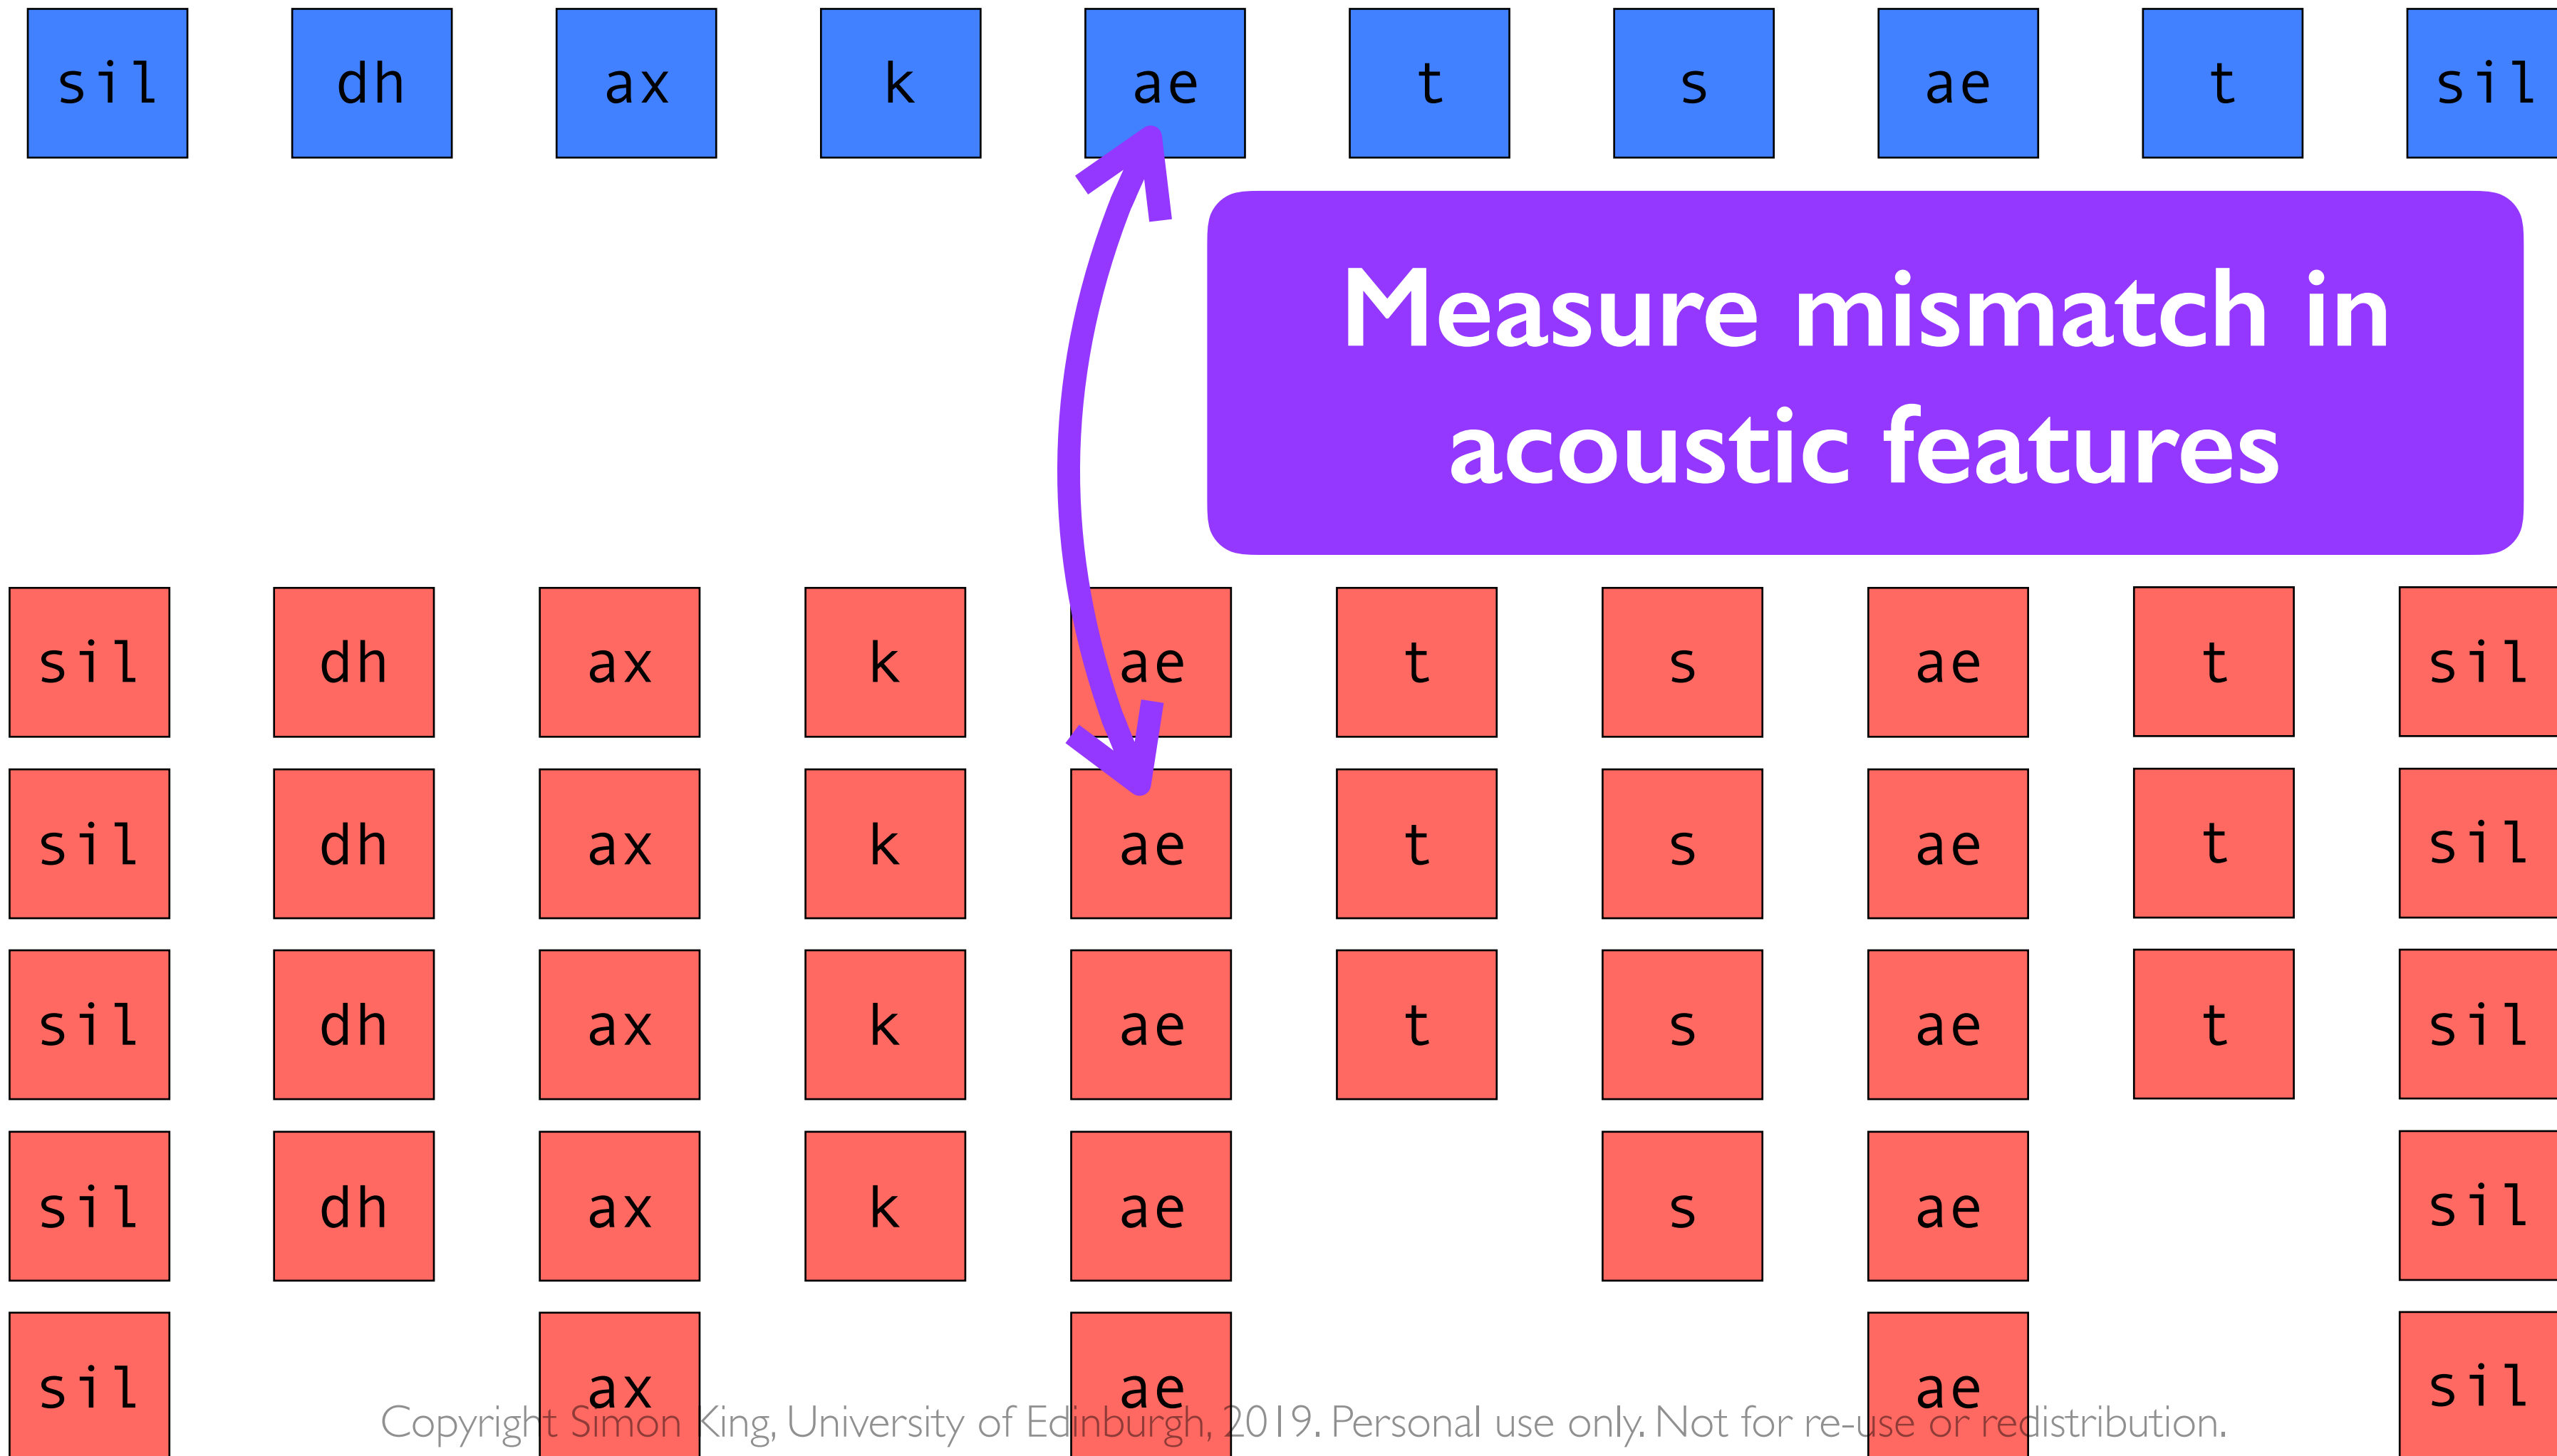 sil dh ax k ae t s ae t sil
Measure mismatch in
acoustic features
sil dh ax k ae t s ae t sil
sil dh ax k ae t s ae t sil
sil dh ax k ae t s ae t sil
sil dh ax k ae s ae sil
sil ax ae ae sil
Copyright Simon King, University of Edinburgh, 2019. Personal use only. Not for re-use or redistribution.